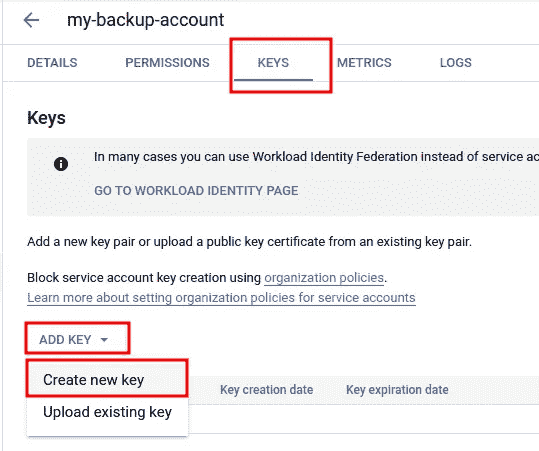 my-backup-account
DETAILS PERMISSIONS KEYS METRICS LOGS
Keys
In many cases you can use Workload Identity Federation instead of service
GO TO WORKLOAD IDENTITY PAGE
Add a new key pair or upload a public key certificate from an existing key pair.
Block service account key creation using organization policies.
Learn more about setting organization policies for service accounts
ADD KEY
Create new key
Key creation date Key expiration date
Upload existing key